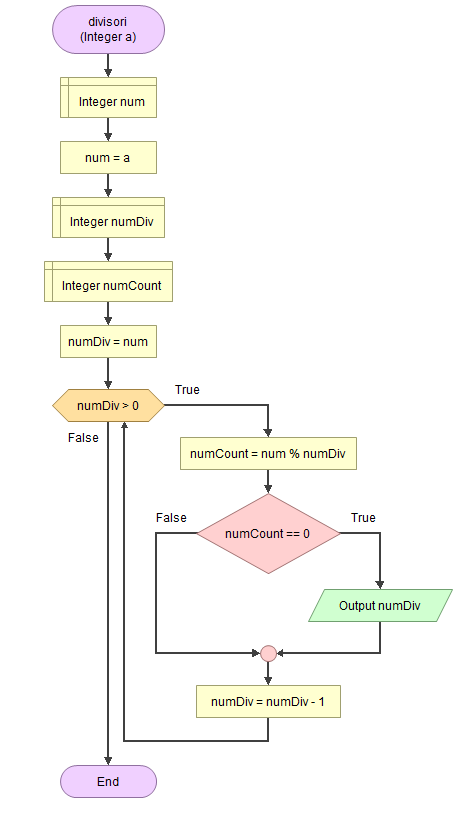 divisori
(Integer a)
Integer num
num = a
Integer numDiv
Integer numCount
numDiv = num
numDiv > 0
True
False
numCount = num % numDiv
numCount == 0
False
True
Output numDiv
numDiv = numDiv - 1
End